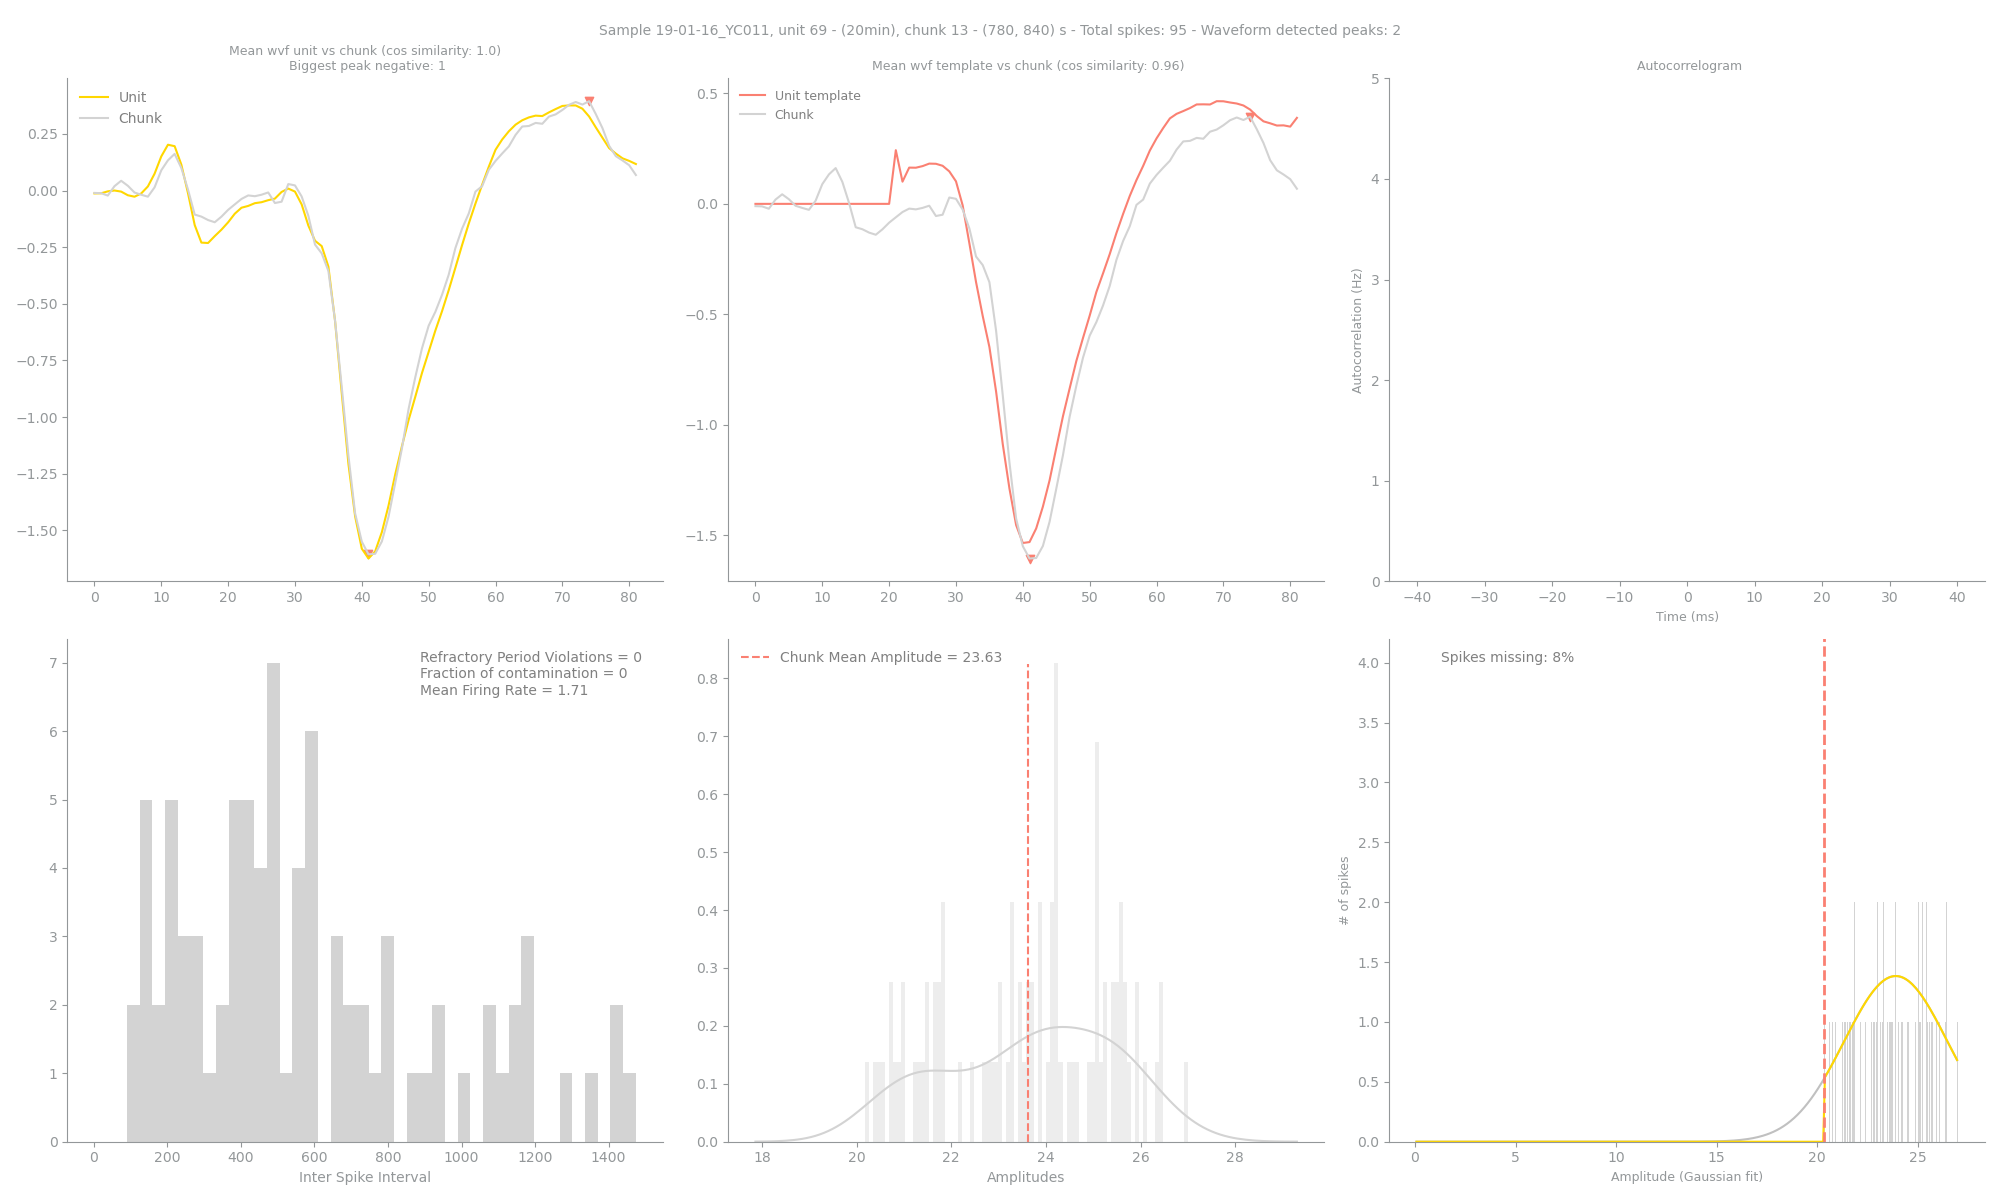 Sample 19-01-16_YC011, unit 69 - (20min), chunk 13 - (780, 840) s - Total spikes: 95 - Waveform detected peaks: 2
Mean wvf unit vs chunk (cos similarity: 1.0)
Biggest peak negative: 1
Unit
Chunk
0.25
0.00
−0.25
−0.50
−0.75
−1.00
−1.25
−1.50
0 10 20 30 40 50 60 70 80
Mean wvf template vs chunk (cos similarity: 0.96)
Unit template
Chunk
0.5
0.0
−0.5
−1.0
−1.5
0 10 20 30 40 50 60 70 80
Autocorrelogram
Autocorrelation (Hz)
5
4
3
2
1
0
−40 −30 −20 −10 0 10 20 30 40
Time (ms)
Refractory Period Violations = 0
Fraction of contamination = 0
Mean Firing Rate = 1.71
7
6
5
4
3
2
1
0
0 200 400 600 800 1000 1200 1400
Inter Spike Interval
Chunk Mean Amplitude = 23.63
0.8
0.7
0.6
0.5
0.4
0.3
0.2
0.1
0.0
18 20 22 24 26 28
Amplitudes
Spikes missing: 8%
# of spikes
4.0
3.5
3.0
2.5
2.0
1.5
1.0
0.5
0.0
0 5 10 15 20 25
Amplitude (Gaussian fit)